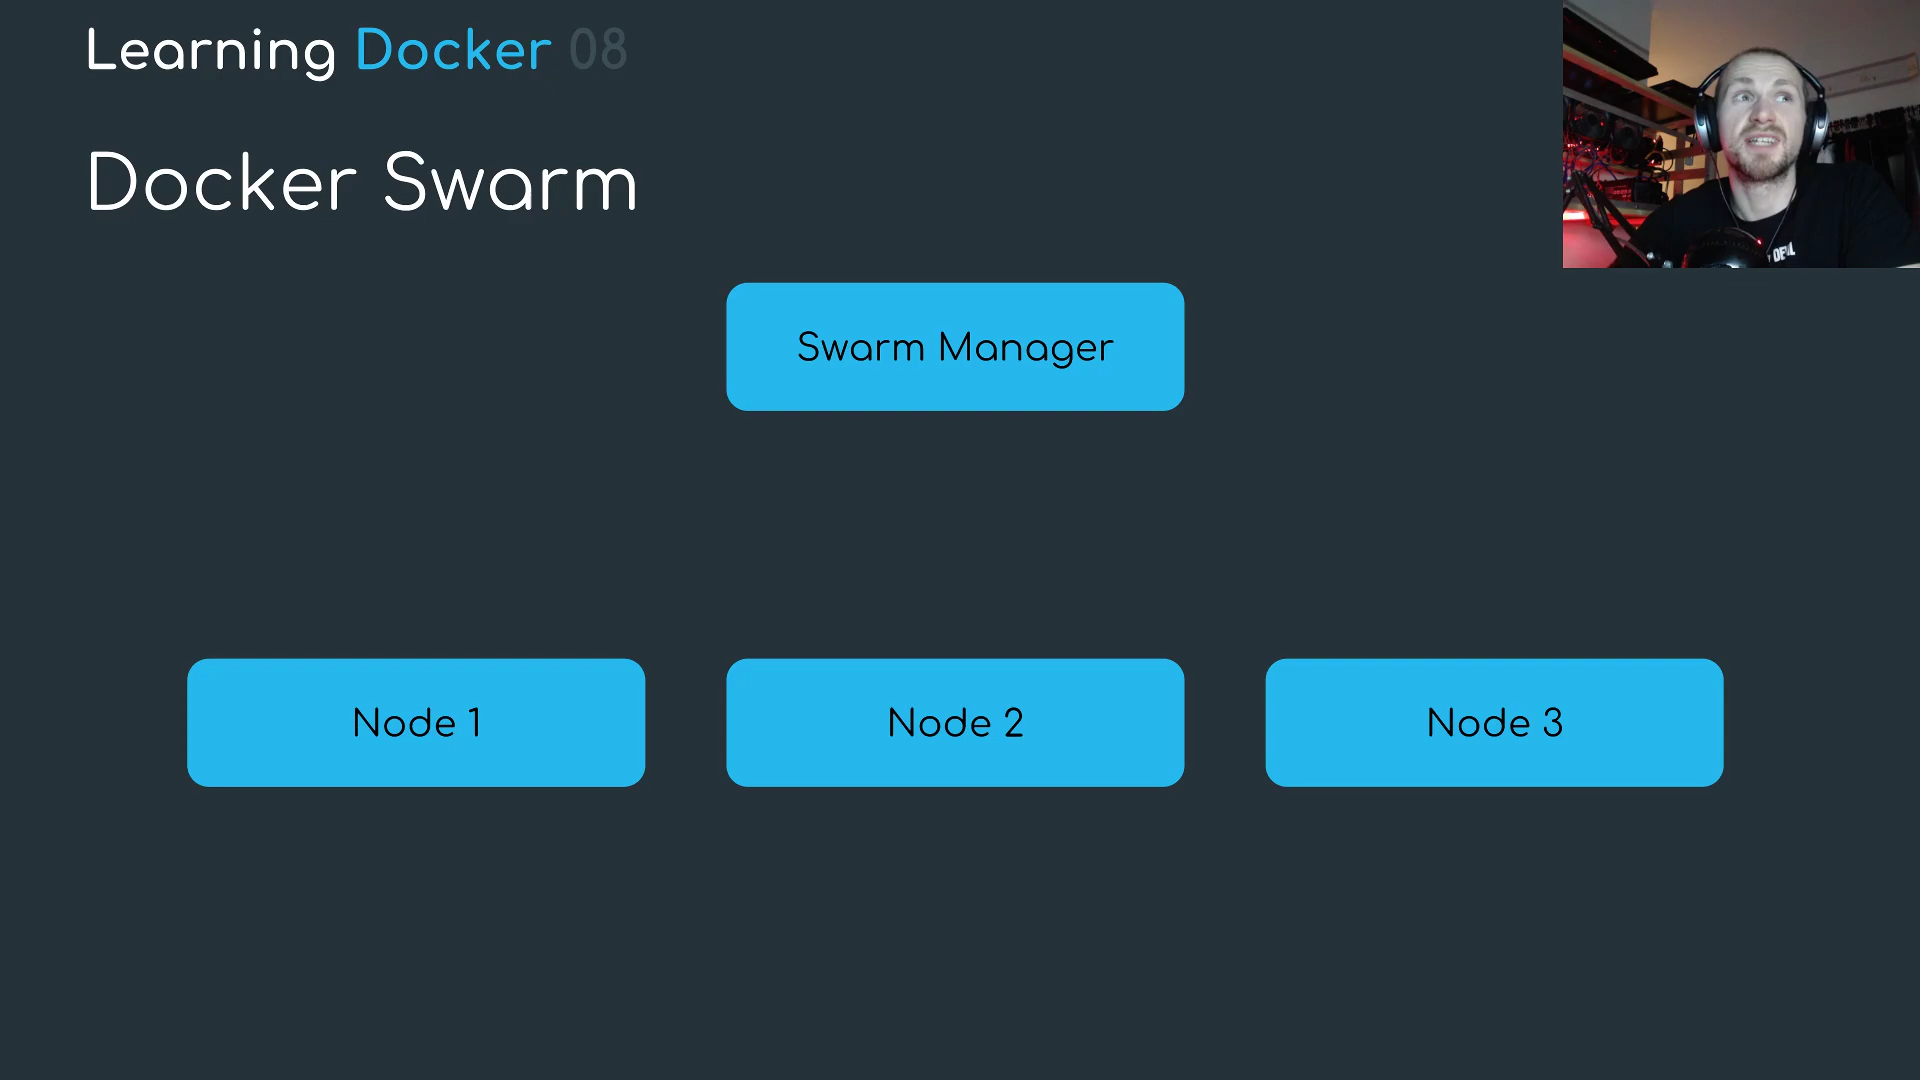 Learning Docker 08
Docker Swarm
Swarm Manager
Node 1
Node 2
Node 3